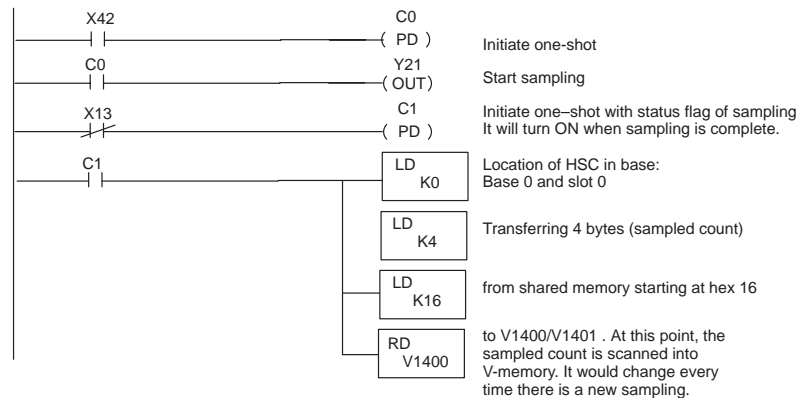 X42
C0
( PD )
Initiate one-shot
C0
Y21
( OUT )
Start sampling
X13
C1
( PD )
Initiate one–shot with status flag of sampling
It will turn ON when sampling is complete.
C1
LD
K0
Location of HSC in base:
Base 0 and slot 0
LD
K4
Transferring 4 bytes (sampled count)
LD
K16
from shared memory starting at hex 16
RD
V1400
to V1400/V1401 . At this point, the
sampled count is scanned into
V-memory. It would change every
time there is a new sampling.